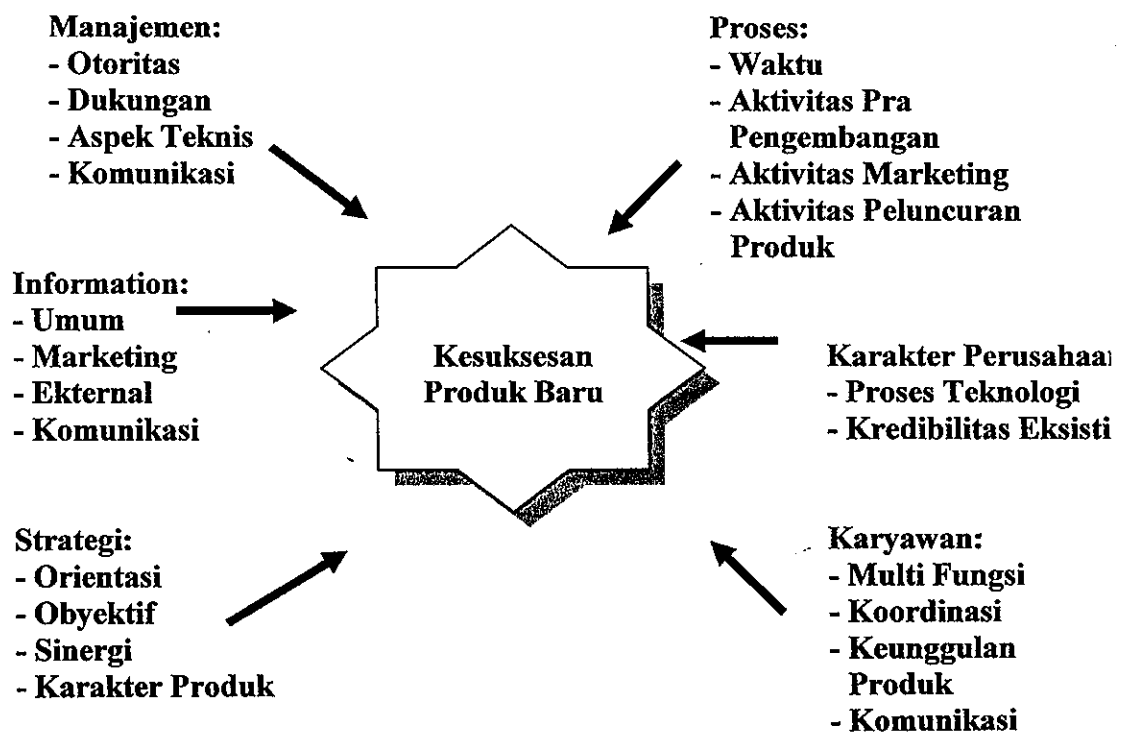 Manajemen:
- Otoritas
- Dukungan
- Aspek Teknis
- Komunikasi
Proses:
- Waktu
- Aktivitas Pra
Pengembangan
- Aktivitas Marketing
- Aktivitas Peluncuran
Produk
Information:
- Umum
- Marketing
- Ekternal
- Komunikasi
Kesuksesan
Produk Baru
Karakter
- Proses Teknologi
- Kredibilitas
Strategi:
- Orientasi
- Obyektif
- Sinergi
- Karakter Produk
Karyawan:
- Multi Fungsi
- Koordinasi
- Keunggulan
Produk
- Komunikasi